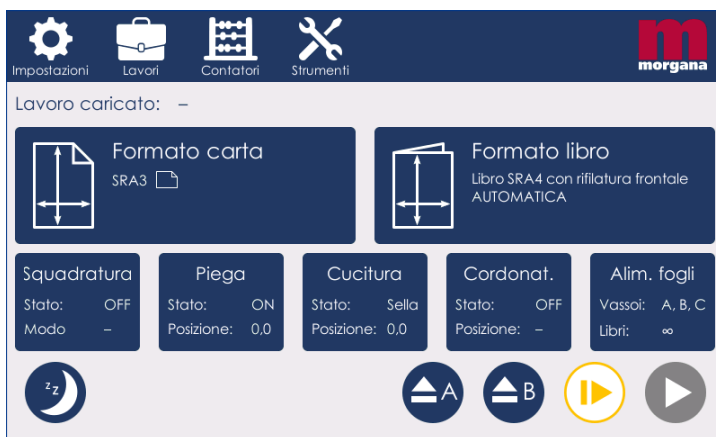 Impostazioni
Lavori
Contatori
Strumenti
morgana
Lavoro caricato: –
Formato carta
SRA3
Formato libro
Libro SRA4 con rifilatura frontale
AUTOMATICA
Squadratura
Stato: OFF
Modo –
Piega
Stato: ON
Posizione: 0,0
Cucitura
Stato: Sella
Posizione: 0,0
Cordonat.
Stato: OFF
Posizione: –
Alim. fogli
Vassoi: A, B, C
Libri: ∞
z z
A
B